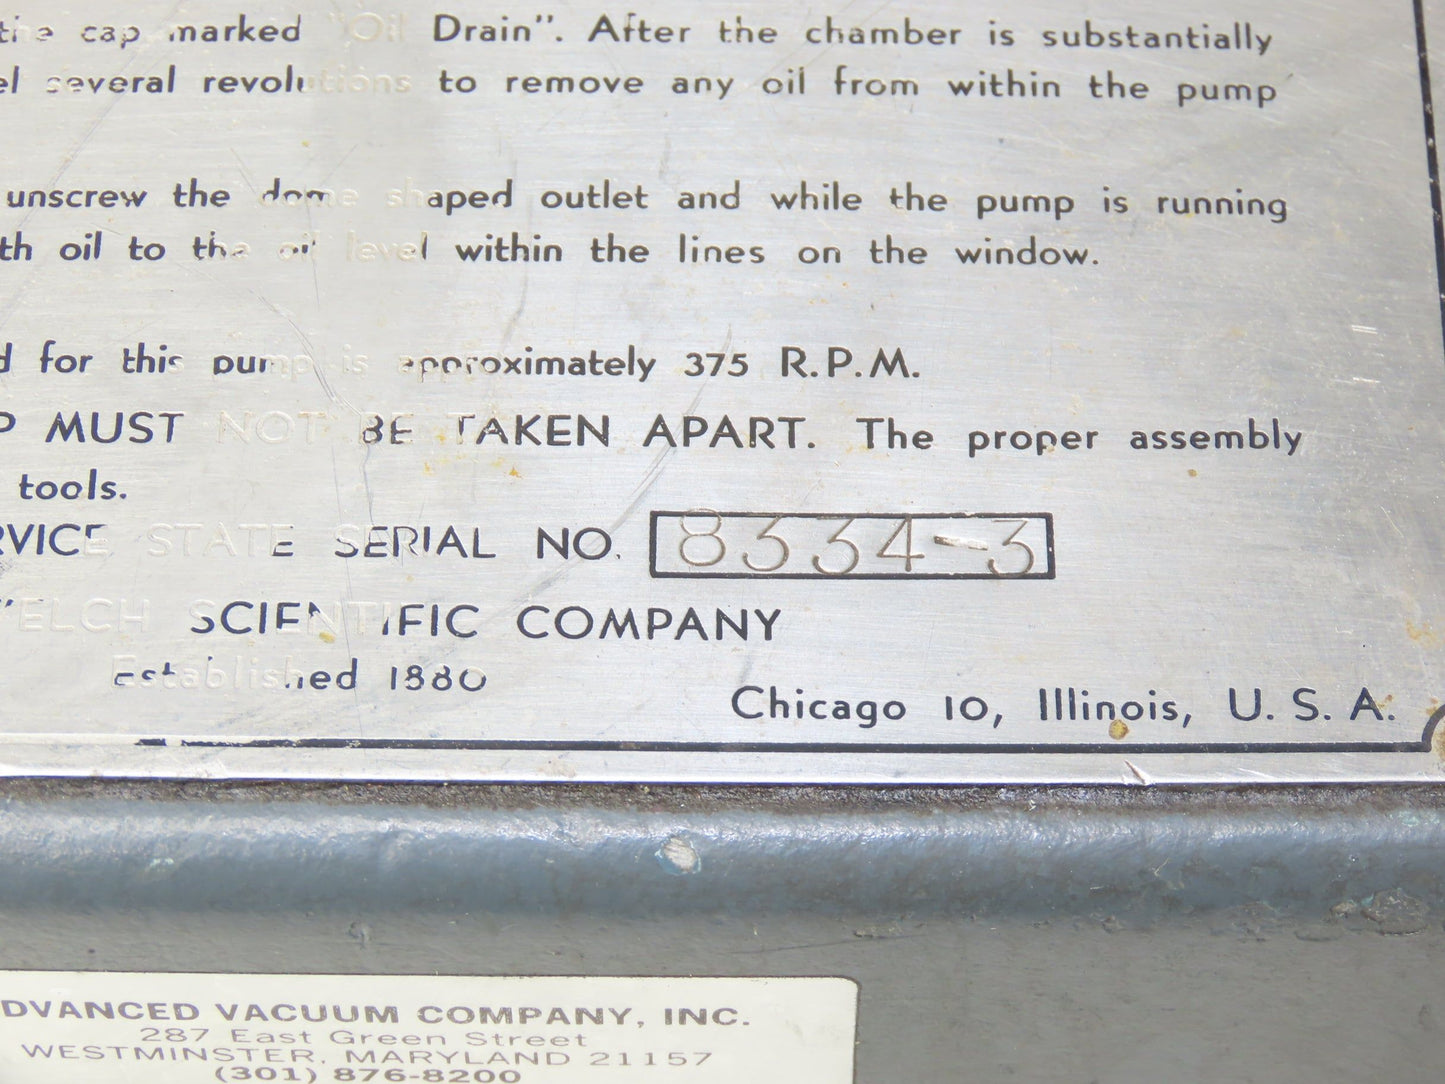 the cap marked "Oil Drain". After the chamber is substantially
el several revolutions to remove any oil from within the pump
unscrew the dome shaped outlet and while the pump is running
th oil to the oil level within the lines on the window.
d for this pump is approximately 375 R.P.M.
P MUST NOT BE TAKEN APART. The proper assembly
tools.
RVICE STATE SERIAL NO. 8334-3
WELCH SCIENTIFIC COMPANY
Established 1880
Chicago 10, Illinois, U. S. A.
DVANCED VACUUM COMPANY, INC.
287 East Green Street
WESTMINSTER, MARYLAND 21157
(301) 876-8200